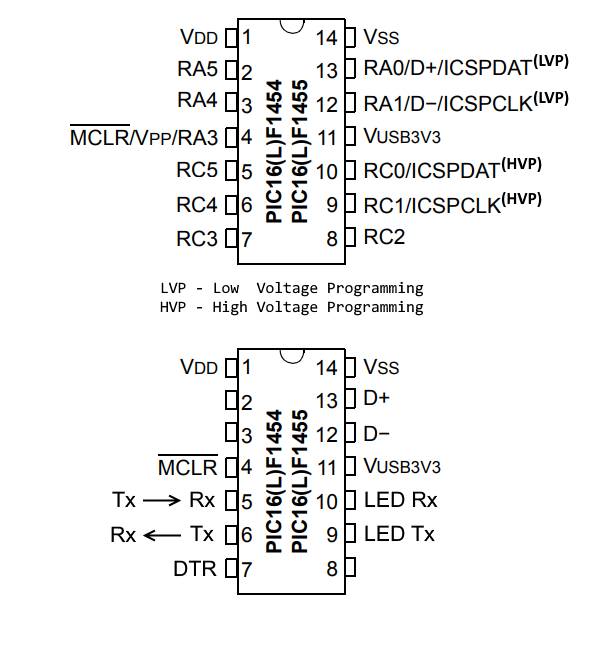 VDD 1 14 VSS
RA5 2 13 RA0/D+/ICSPDAT(LVP)
RA4 3 12 RA1/D−/ICSPCLK(LVP)
MCLR/VPP/RA3 4 11 VUSB3V3
RC5 5 10 RC0/ICSPDAT(HVP)
RC4 6 9 RC1/ICSPCLK(HVP)
RC3 7 8 RC2
PIC16(L)F1454
PIC16(L)F1455
LVP - Low  Voltage Programming
HVP - High Voltage Programming
VDD 1 14 VSS
2 13 D+
3 12 D−
MCLR 4 11 VUSB3V3
Tx → Rx 5 10 LED Rx
Rx ← Tx 6 9 LED Tx
DTR 7 8
PIC16(L)F1454
PIC16(L)F1455